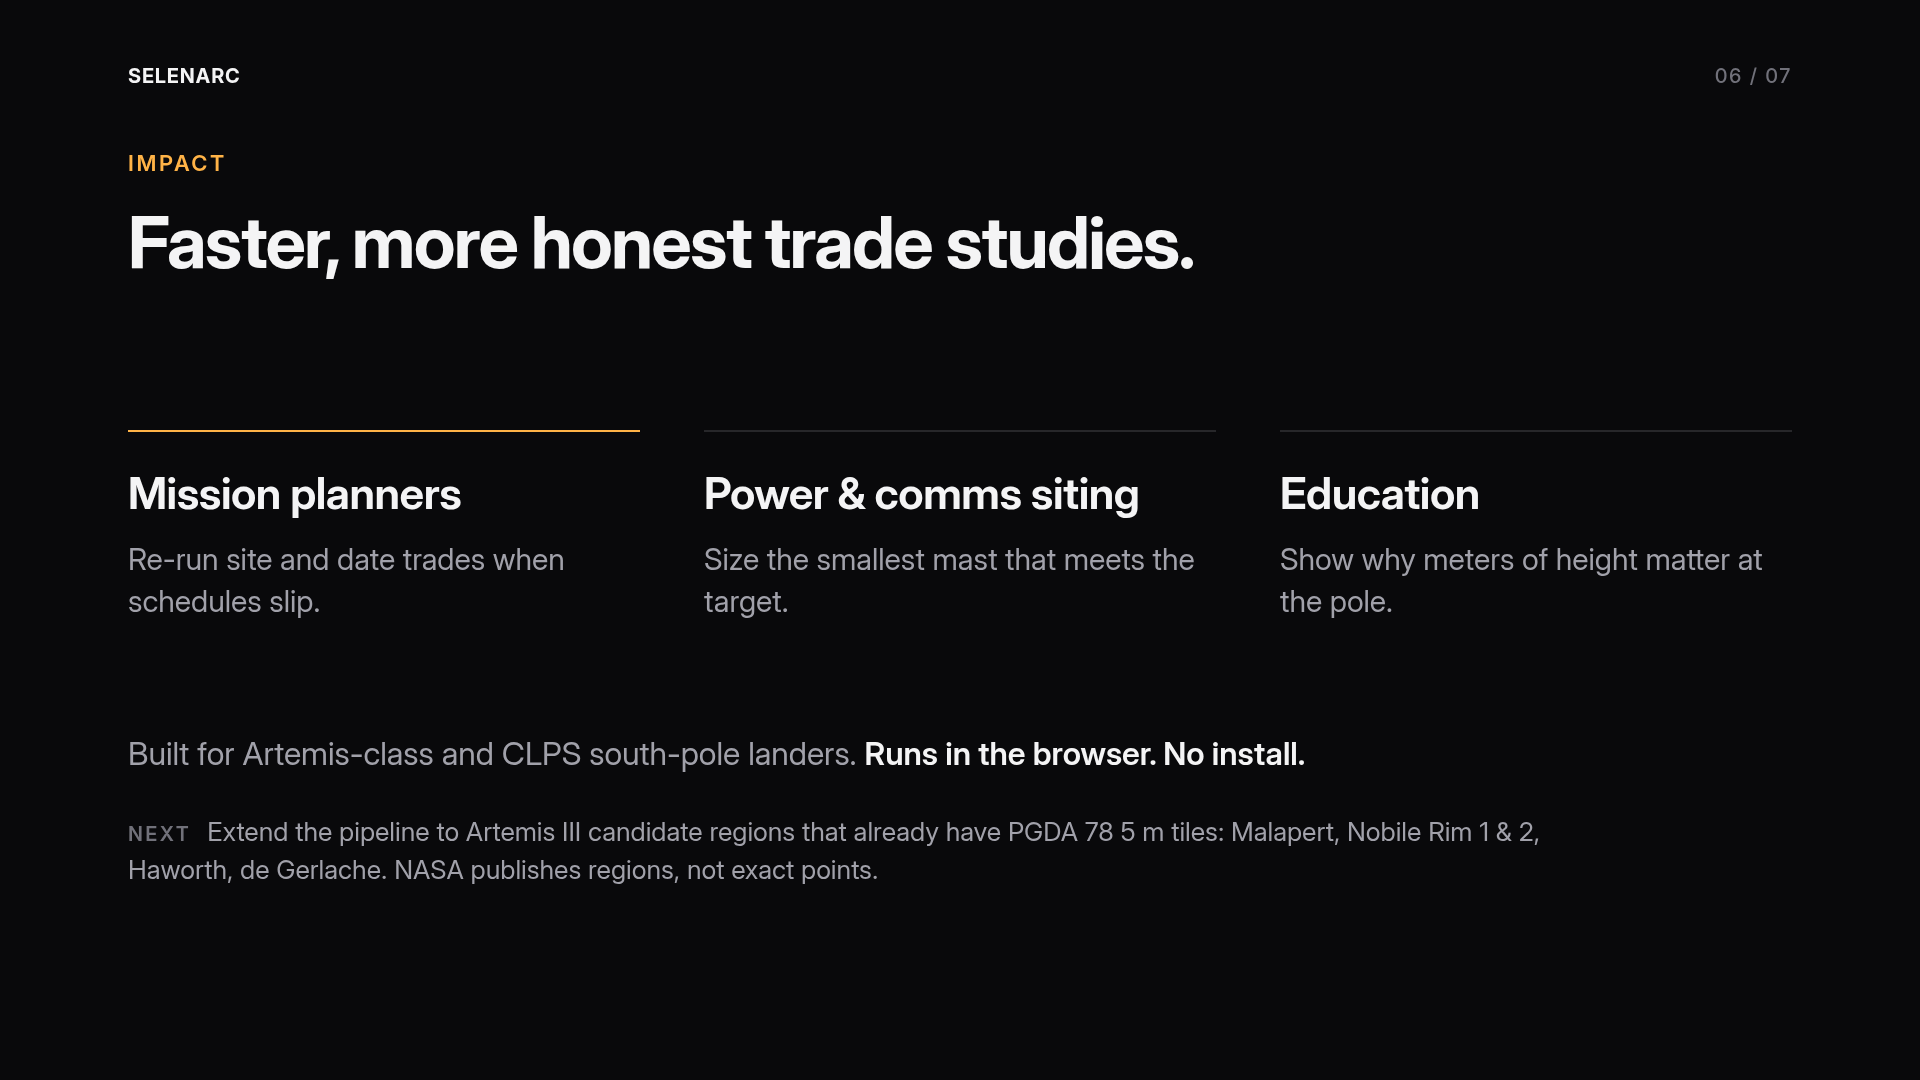 SELENARC
06 / 07
IMPACT
Faster, more honest trade studies.
Mission planners
Re-run site and date trades when
schedules slip.
Power & comms siting
Size the smallest mast that meets the
target.
Education
Show why meters of height matter at
the pole.
Built for Artemis-class and CLPS south-pole landers. Runs in the browser. No install.
NEXT Extend the pipeline to Artemis III candidate regions that already have PGDA 78 5 m tiles: Malapert, Nobile Rim 1 & 2,
Haworth, de Gerlache. NASA publishes regions, not exact points.